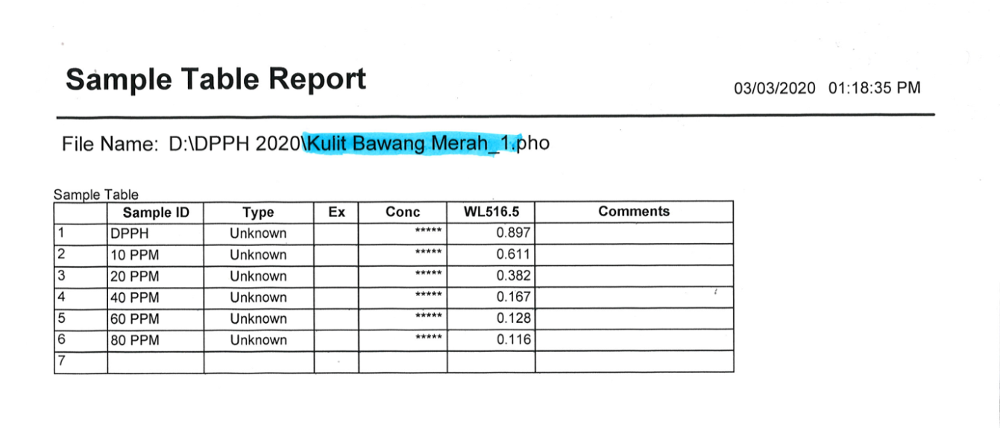 Sample Table Report
03/03/2020 01:18:35 PM
File Name: D:\DPPH 2020\Kulit Bawang Merah_1.pho
Sample Table
Sample ID Type Ex Conc WL516.5 Comments
1 DPPH Unknown ***** 0.897
2 10 PPM Unknown ***** 0.611
3 20 PPM Unknown ***** 0.382
4 40 PPM Unknown ***** 0.167
5 60 PPM Unknown ***** 0.128
6 80 PPM Unknown ***** 0.116
7